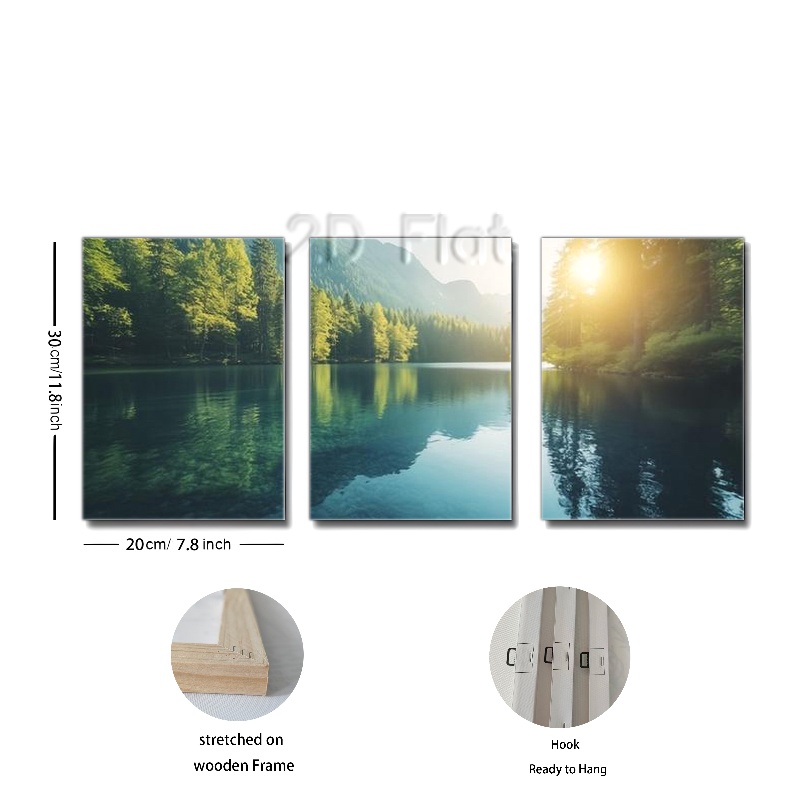 2D Flat
30cm/11.8inch
20cm/ 7.8 inch
stretched on
wooden Frame
Hook
Ready to Hang